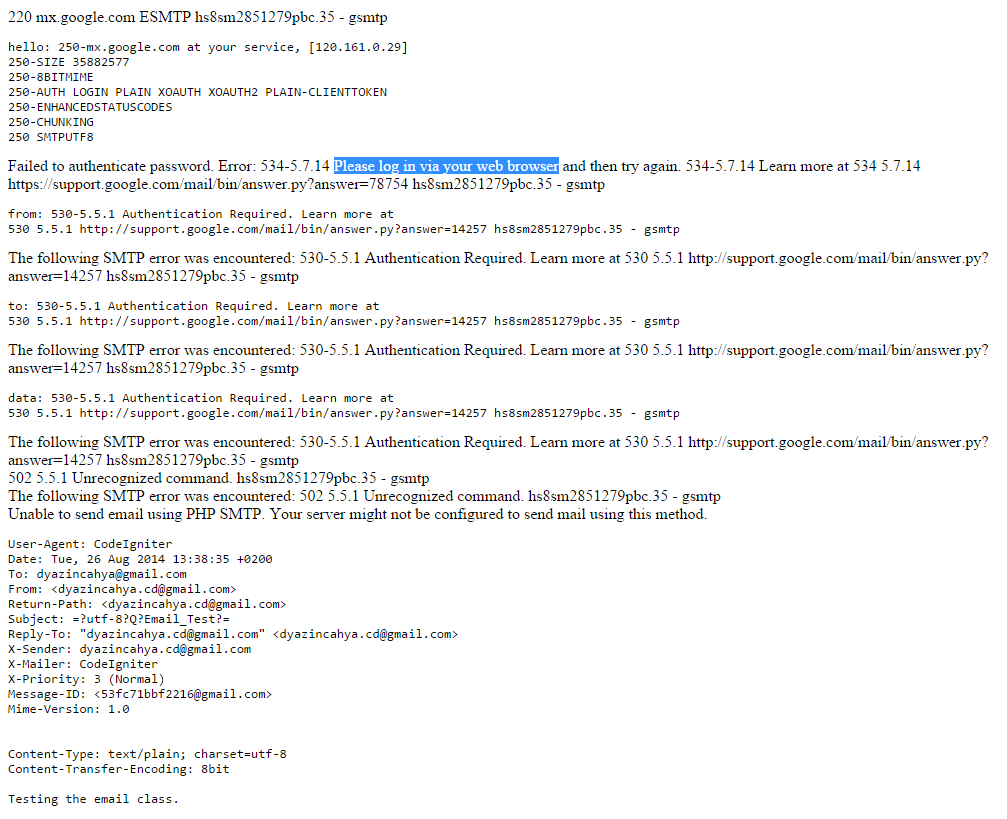 220 mx.google.com ESMTP hs8sm2851279pbc.35 - gsmtp
hello: 250-mx.google.com at your service, [120.161.0.29]
250-SIZE 35882577
250-8BITMIME
250-AUTH LOGIN PLAIN XOAUTH XOAUTH2 PLAIN-CLIENTTOKEN
250-ENHANCEDSTATUSCODES
250-CHUNKING
250 SMTPUTF8
Failed to authenticate password. Error: 534-5.7.14 Please log in via your web browser and then try again. 534-5.7.14 Learn more at 534 5.7.14
https://support.google.com/mail/bin/answer.py?answer=78754 hs8sm2851279pbc.35 - gsmtp
from: 530-5.5.1 Authentication Required. Learn more at
530 5.5.1 http://support.google.com/mail/bin/answer.py?answer=14257 hs8sm2851279pbc.35 - gsmtp
The following SMTP error was encountered: 530-5.5.1 Authentication Required. Learn more at 530 5.5.1 http://support.google.com/mail/bin/answer.py?
answer=14257 hs8sm2851279pbc.35 - gsmtp
to: 530-5.5.1 Authentication Required. Learn more at
530 5.5.1 http://support.google.com/mail/bin/answer.py?answer=14257 hs8sm2851279pbc.35 - gsmtp
The following SMTP error was encountered: 530-5.5.1 Authentication Required. Learn more at 530 5.5.1 http://support.google.com/mail/bin/answer.py?
answer=14257 hs8sm2851279pbc.35 - gsmtp
data: 530-5.5.1 Authentication Required. Learn more at
530 5.5.1 http://support.google.com/mail/bin/answer.py?answer=14257 hs8sm2851279pbc.35 - gsmtp
The following SMTP error was encountered: 530-5.5.1 Authentication Required. Learn more at 530 5.5.1 http://support.google.com/mail/bin/answer.py?
answer=14257 hs8sm2851279pbc.35 - gsmtp
502 5.5.1 Unrecognized command. hs8sm2851279pbc.35 - gsmtp
The following SMTP error was encountered: 502 5.5.1 Unrecognized command. hs8sm2851279pbc.35 - gsmtp
Unable to send email using PHP SMTP. Your server might not be configured to send mail using this method.
User-Agent: CodeIgniter
Date: Tue, 26 Aug 2014 13:38:35 +0200
To: dyazincahya@gmail.com
From: <dyazincahya.cd@gmail.com>
Return-Path: <dyazincahya.cd@gmail.com>
Subject: =?utf-8?Q?Email_Test?=
Reply-To: "dyazincahya.cd@gmail.com" <dyazincahya.cd@gmail.com>
X-Sender: dyazincahya.cd@gmail.com
X-Mailer: CodeIgniter
X-Priority: 3 (Normal)
Message-ID: <53fc71bbf2216@gmail.com>
Mime-Version: 1.0
Content-Type: text/plain; charset=utf-8
Content-Transfer-Encoding: 8bit
Testing the email class.